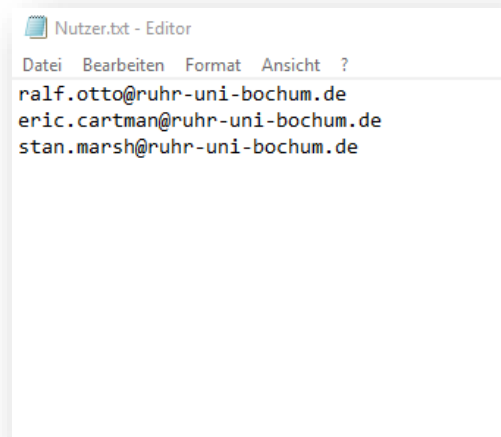 Nutzer.txt - Editor
Datei Bearbeiten Format Ansicht ?
ralf.otto@ruhr-uni-bochum.de
eric.cartman@ruhr-uni-bochum.de
stan.marsh@ruhr-uni-bochum.de